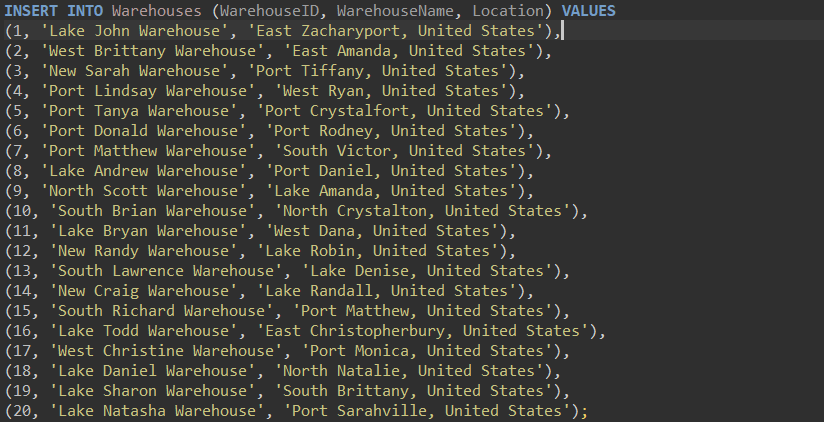 INSERT INTO Warehouses (WarehouseID, WarehouseName, Location) VALUES
(1, 'Lake John Warehouse', 'East Zacharyport, United States'),
(2, 'West Brittany Warehouse', 'East Amanda, United States'),
(3, 'New Sarah Warehouse', 'Port Tiffany, United States'),
(4, 'Port Lindsay Warehouse', 'West Ryan, United States'),
(5, 'Port Tanya Warehouse', 'Port Crystalfort, United States'),
(6, 'Port Donald Warehouse', 'Port Rodney, United States'),
(7, 'Port Matthew Warehouse', 'South Victor, United States'),
(8, 'Lake Andrew Warehouse', 'Port Daniel, United States'),
(9, 'North Scott Warehouse', 'Lake Amanda, United States'),
(10, 'South Brian Warehouse', 'North Crystalton, United States'),
(11, 'Lake Bryan Warehouse', 'West Dana, United States'),
(12, 'New Randy Warehouse', 'Lake Robin, United States'),
(13, 'South Lawrence Warehouse', 'Lake Denise, United States'),
(14, 'New Craig Warehouse', 'Lake Randall, United States'),
(15, 'South Richard Warehouse', 'Port Matthew, United States'),
(16, 'Lake Todd Warehouse', 'East Christopherbury, United States'),
(17, 'West Christine Warehouse', 'Port Monica, United States'),
(18, 'Lake Daniel Warehouse', 'North Natalie, United States'),
(19, 'Lake Sharon Warehouse', 'South Brittany, United States'),
(20, 'Lake Natasha Warehouse', 'Port Sarahville, United States');